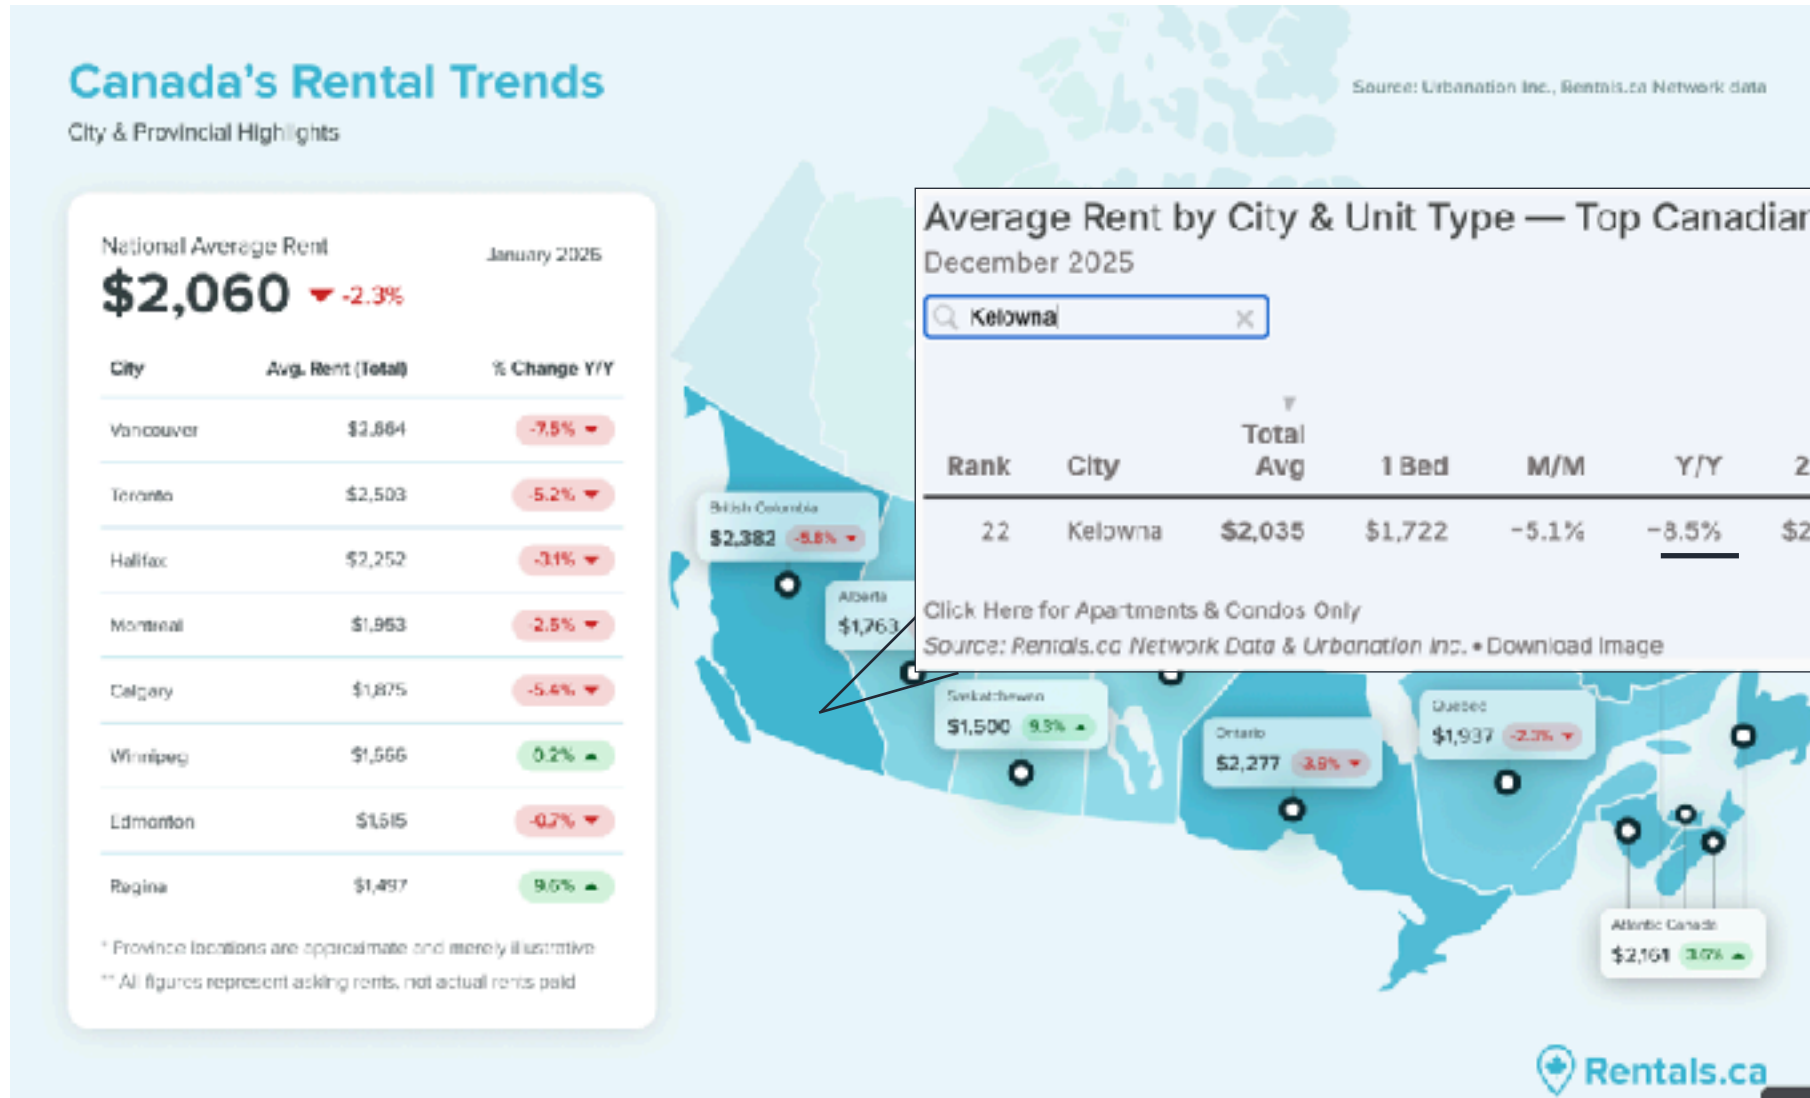 Canada's Rental Trends
City & Provincial Highlights
Source: Urbanation Inc., Rentals.ca Network data
National Average Rent
January 2026
$2,060 ▼ -2.3%
City Avg. Rent (Total) % Change Y/Y
Vancouver $2,664 -7.5% ▼
Toronto $2,503 -5.2% ▼
Halifax $2,252 -3.1% ▼
Montreal $1,953 -2.5% ▼
Calgary $1,875 -5.4% ▼
Winnipeg $1,566 0.2% ▲
Edmonton $1,515 -0.7% ▼
Regina $1,497 9.6% ▲
* Province locations are approximate and merely illustrative
** All figures represent asking rents, not actual rents paid
Average Rent by City & Unit Type — Top Canadian
December 2025
Kelowna
Rank City Total Avg ▼ 1 Bed M/M Y/Y 2
22 Kelowna $2,035 $1,722 −5.1% −8.5% $2
Click Here for Apartments & Condos Only
Source: Rentals.ca Network Data & Urbanation Inc. • Download image
British Columbia
$2,382 ▼
Alberta
$1,763
Saskatchewan
$1,500 9.3% ▲
Ontario
$2,277 ▼
Quebec
$1,937 -2.3% ▼
Atlantic Canada
$2,161 ▲
Rentals.ca